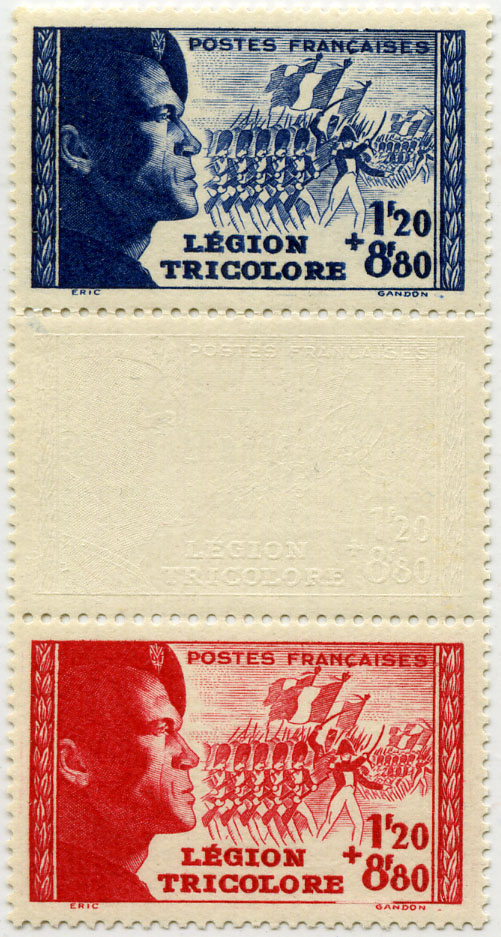 POSTES FRANÇAISES
1F20
+8F80
LÉGION
TRICOLORE
ERIC GANDON
POSTES FRANÇAISES
1F20
+8F80
LÉGION
TRICOLORE
POSTES FRANÇAISES
1F20
+8F80
LÉGION
TRICOLORE
ERIC GANDON